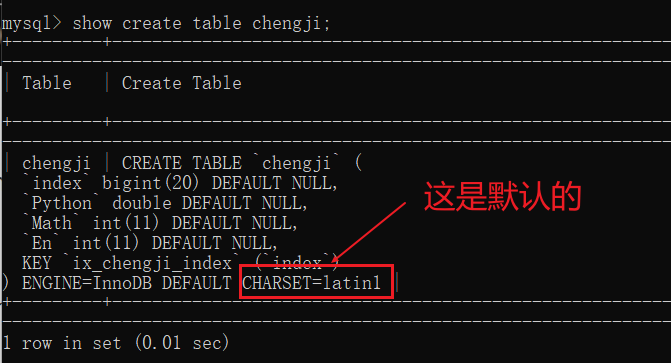 mysql> show create table chengji;
| Table | Create Table
| chengji | CREATE TABLE `chengji` (
`index` bigint(20) DEFAULT NULL,
`Python` double DEFAULT NULL,
`Math` int(11) DEFAULT NULL,
`En` int(11) DEFAULT NULL,
KEY `ix_chengji_index` (`index`)
) ENGINE=InnoDB DEFAULT CHARSET=latin1 |
1 row in set (0.01 sec)
这是默认的